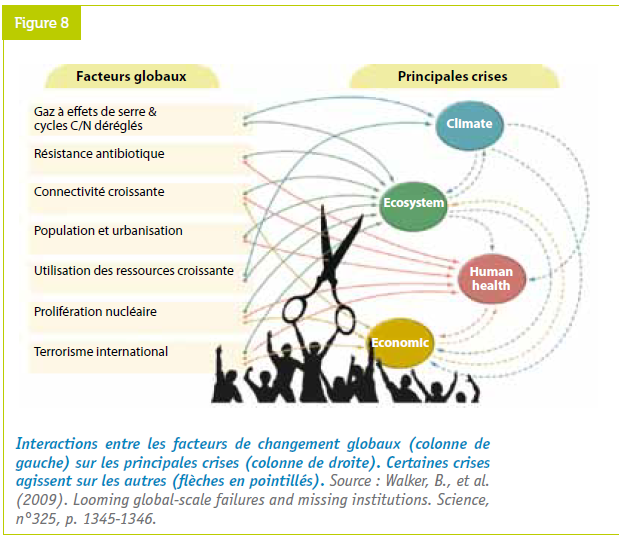 Figure 8
Facteurs globaux
Principales crises
Gaz à effets de serre &
cycles C/N déréglés
Résistance antibiotique
Connectivité croissante
Population et urbanisation
Utilisation des ressources croissante
Prolifération nucléaire
Terrorisme international
Climate
Ecosystem
Human
health
Economic
Interactions entre les facteurs de changement globaux (colonne de
gauche) sur les principales crises (colonne de droite). Certaines crises
agissent sur les autres (flèches en pointillés). Source : Walker, B., et al.
(2009). Looming global-scale failures and missing institutions. Science,
n°325, p. 1345-1346.